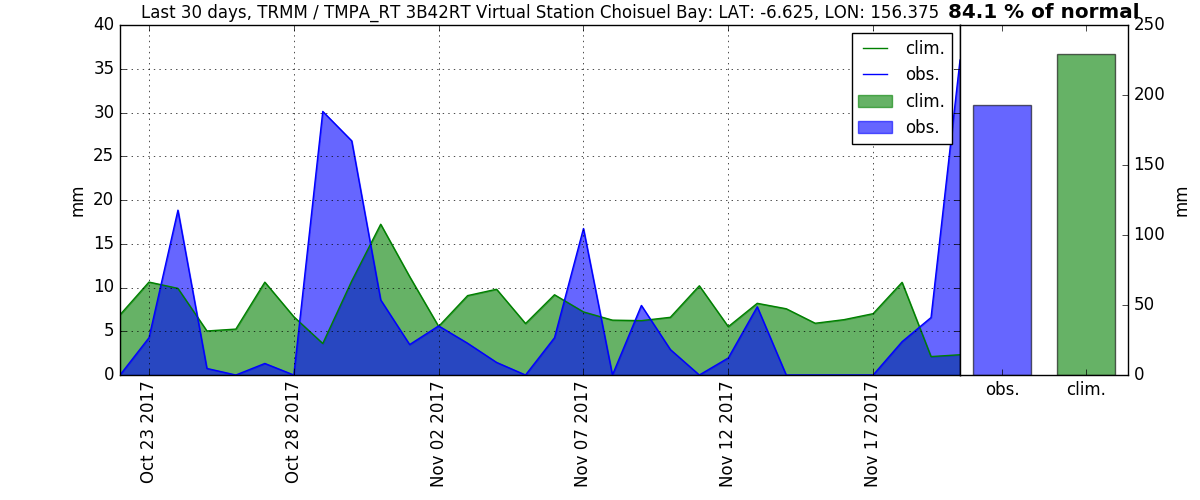 Last 30 days, TRMM / TMPA_RT 3B42RT Virtual Station Choisuel Bay: LAT: -6.625, LON: 156.375 84.1 % of normal
40
35
30
25
20
15
10
5
0
mm
clim.
obs.
clim.
obs.
250
200
150
100
50
0
mm
Oct 23 2017
Oct 28 2017
Nov 02 2017
Nov 07 2017
Nov 12 2017
Nov 17 2017
obs. clim.